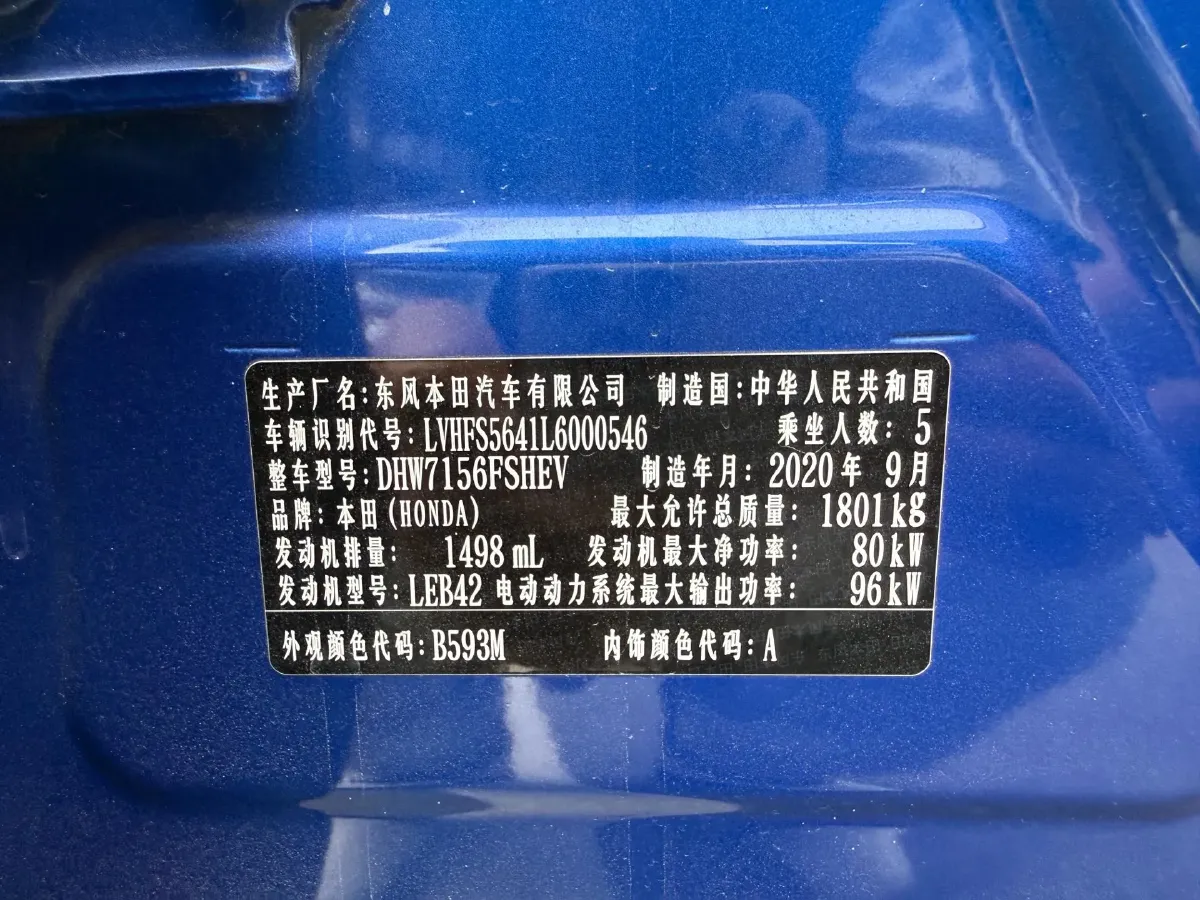 生产厂名:东风本田汽车有限公司 制造国:中华人民共和国
车辆识别代号:LVHFS5641L6000546 乘坐人数:5
整车型号:DHW7156FSHEV 制造年月:2020年 9月
品牌:本田(HONDA) 最大允许总质量:1801kg
发动机排量: 1498 mL 发动机最大净功率: 80kW
发动机型号:LEB42 电动动力系统最大输出功率: 96kW
外观颜色代码:B593M 内饰颜色代码:A